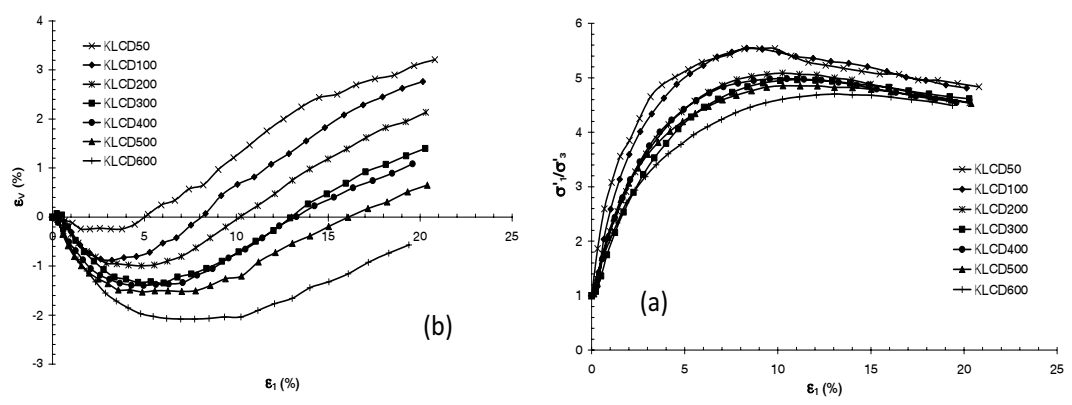 4
3
2
1
0
-1
-2
-3
εV (%)
0 5 10 15 20 25
ε1 (%)
KLCD50
KLCD100
KLCD200
KLCD300
KLCD400
KLCD500
KLCD600
(b)
6
5
4
3
2
1
0
σ'1/σ'3
0 5 10 15 20 25
ε1 (%)
KLCD50
KLCD100
KLCD200
KLCD300
KLCD400
KLCD500
KLCD600
(a)